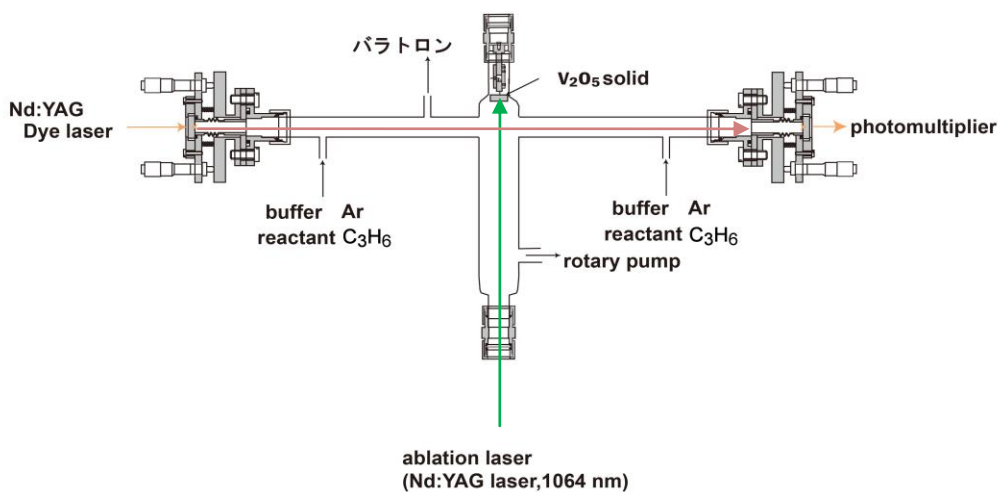 バラトロン
V₂O₅ solid
Nd:YAG
Dye laser
photomultiplier
buffer Ar
reactant C₃H₆
buffer Ar
reactant C₃H₆
rotary pump
ablation laser
(Nd:YAG laser,1064 nm)